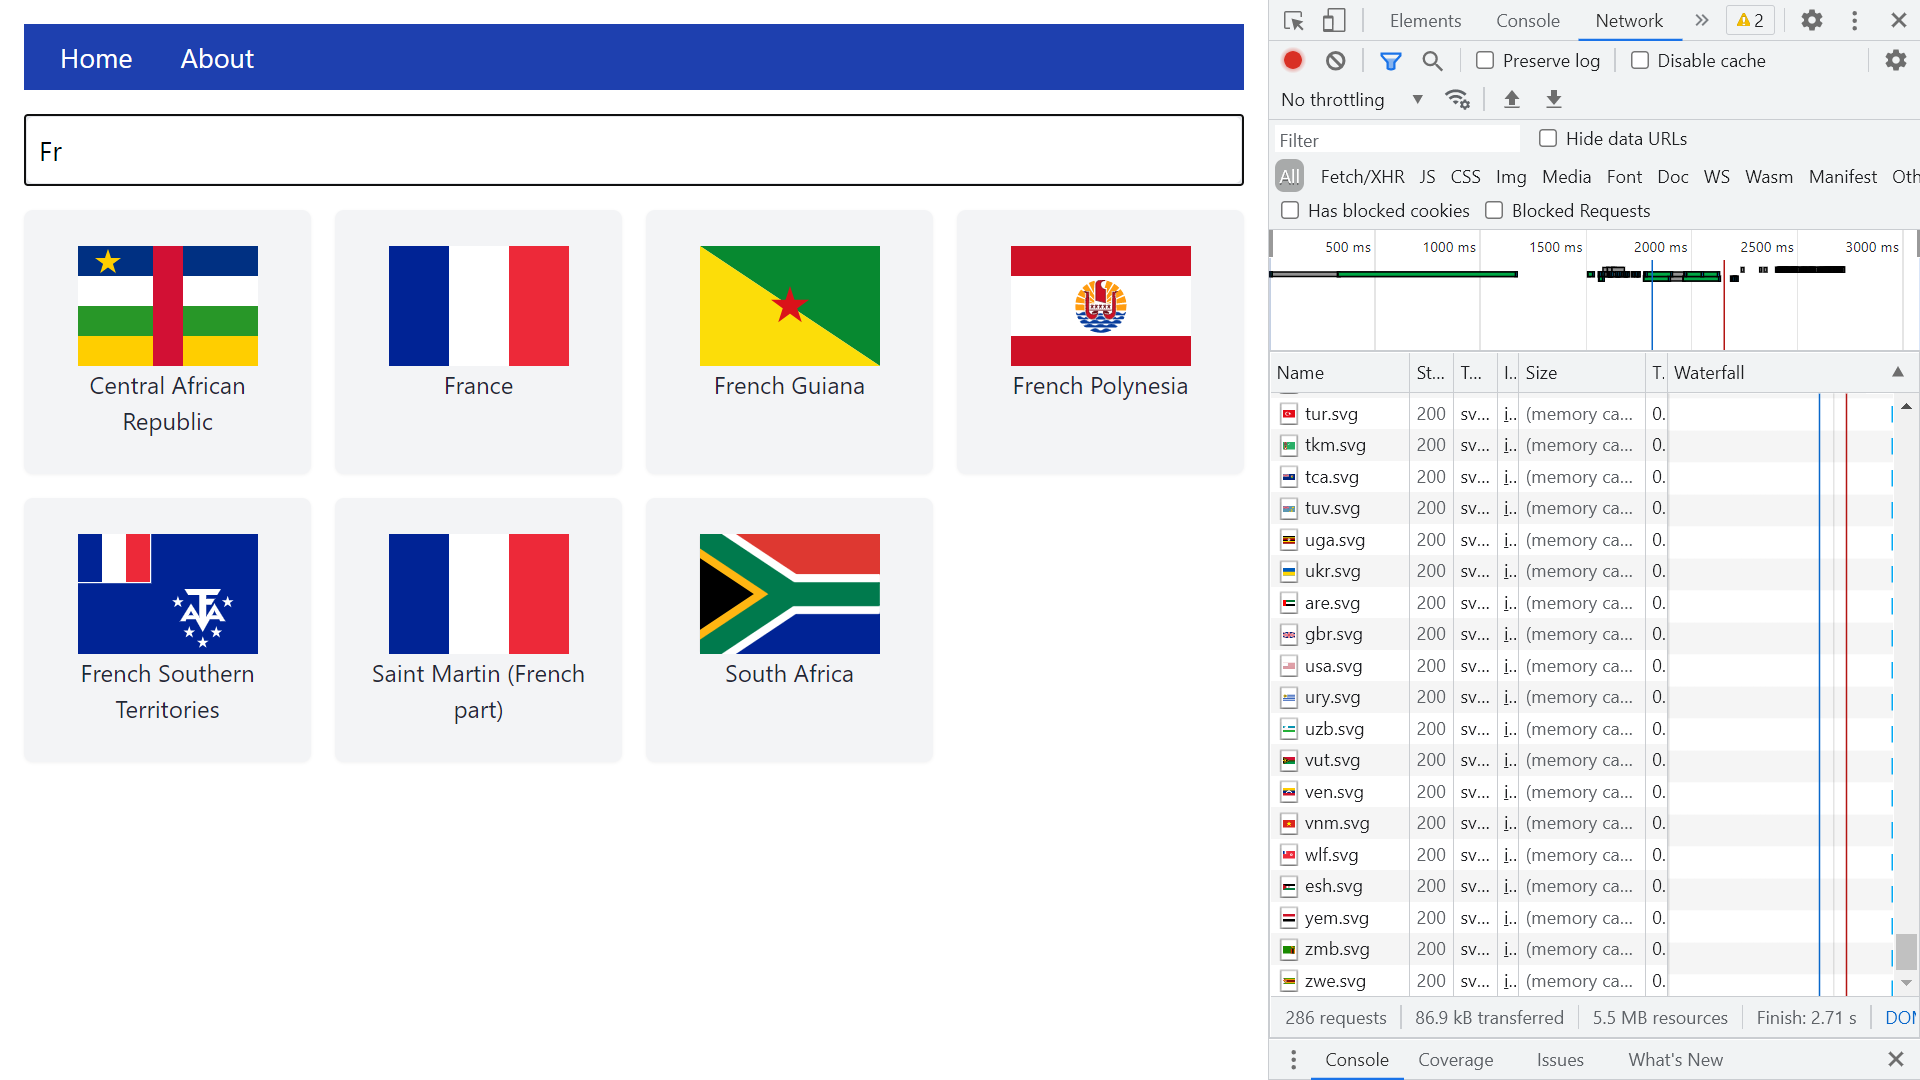 Home About
Fr
Central African
Republic
France
French Guiana
French Polynesia
French Southern
Territories
Saint Martin (French
part)
South Africa
Elements Console Network 2
Preserve log Disable cache
No throttling
Filter Hide data URLs
All Fetch/XHR JS CSS Img Media Font Doc WS Wasm Manifest Oth
Has blocked cookies Blocked Requests
500 ms 1000 ms 1500 ms 2000 ms 2500 ms 3000 ms
Name St... T... I.. Size T. Waterfall
tur.svg 200 sv... i.. (memory ca... 0.
tkm.svg 200 sv... i.. (memory ca... 0.
tca.svg 200 sv... i.. (memory ca... 0.
tuv.svg 200 sv... i.. (memory ca... 0.
uga.svg 200 sv... i.. (memory ca... 0.
ukr.svg 200 sv... i.. (memory ca... 0.
are.svg 200 sv... i.. (memory ca... 0.
gbr.svg 200 sv... i.. (memory ca... 0.
usa.svg 200 sv... i.. (memory ca... 0.
ury.svg 200 sv... i.. (memory ca... 0.
uzb.svg 200 sv... i.. (memory ca... 0.
vut.svg 200 sv... i.. (memory ca... 0.
ven.svg 200 sv... i.. (memory ca... 0.
vnm.svg 200 sv... i.. (memory ca... 0.
wlf.svg 200 sv... i.. (memory ca... 0.
esh.svg 200 sv... i.. (memory ca... 0.
yem.svg 200 sv... i.. (memory ca... 0.
zmb.svg 200 sv... i.. (memory ca... 0.
zwe.svg 200 sv... i.. (memory ca... 0.
286 requests 86.9 kB transferred 5.5 MB resources Finish: 2.71 s DOM
Console Coverage Issues What's New